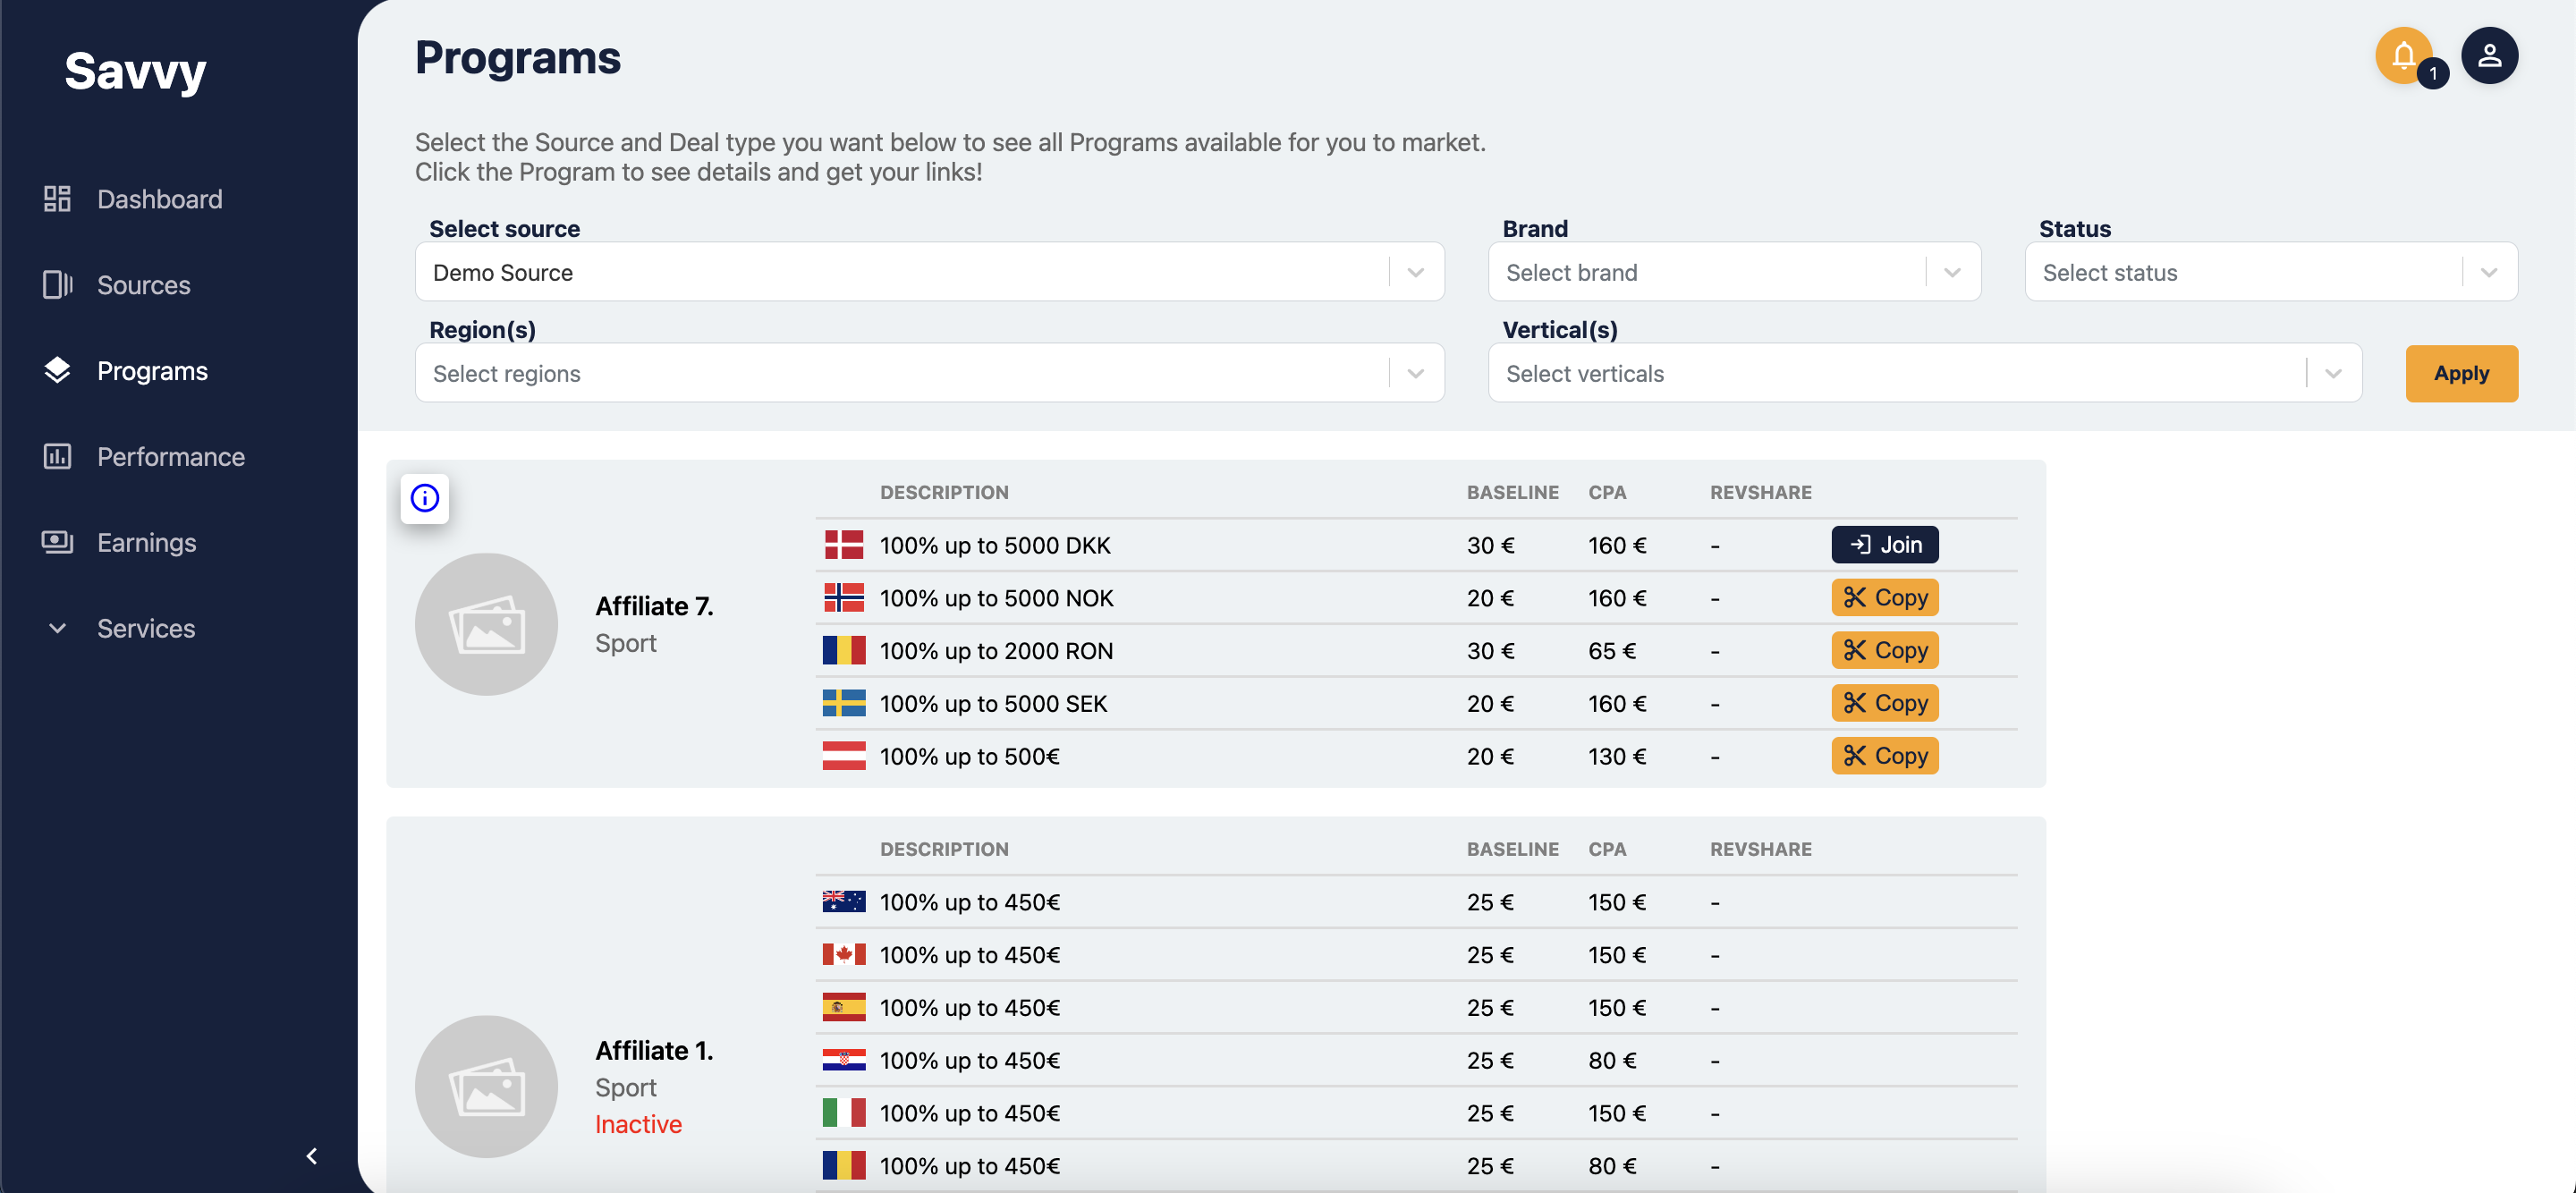 Savvy
Dashboard
Sources
Programs
Performance
Earnings
Services
Programs
1
Select the Source and Deal type you want below to see all Programs available for you to market.
Click the Program to see details and get your links!
Select source
Brand
Status
Demo Source
Select brand
Select status
Region(s)
Vertical(s)
Select regions
Select verticals
Apply
DESCRIPTION BASELINE CPA REVSHARE
100% up to 5000 DKK 30 € 160 € - Join
100% up to 5000 NOK 20 € 160 € - Copy
100% up to 2000 RON 30 € 65 € - Copy
100% up to 5000 SEK 20 € 160 € - Copy
100% up to 500€ 20 € 130 € - Copy
Affiliate 7.
Sport
DESCRIPTION BASELINE CPA REVSHARE
100% up to 450€ 25 € 150 € -
100% up to 450€ 25 € 150 € -
100% up to 450€ 25 € 150 € -
100% up to 450€ 25 € 80 € -
100% up to 450€ 25 € 150 € -
100% up to 450€ 25 € 80 € -
Affiliate 1.
Sport
Inactive